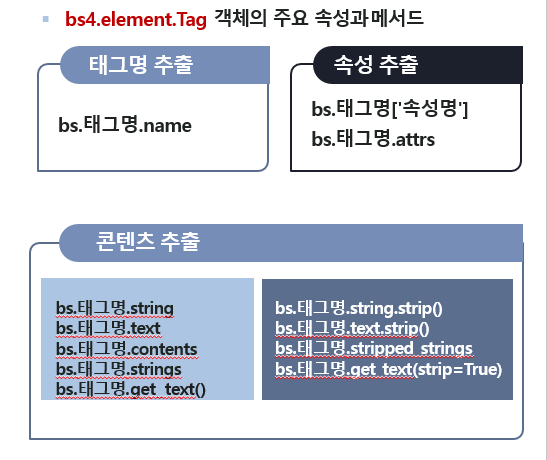 bs4.element.Tag 객체의 주요 속성과 메서드
태그명 추출
bs.태그명.name
속성 추출
bs.태그명['속성명']
bs.태그명.attrs
콘텐츠 추출
bs.태그명.string
bs.태그명.text
bs.태그명.contents
bs.태그명.strings
bs.태그명.get_text()
bs.태그명.string.strip()
bs.태그명.text.strip()
bs.태그명.stripped_strings
bs.태그명.get_text(strip=True)